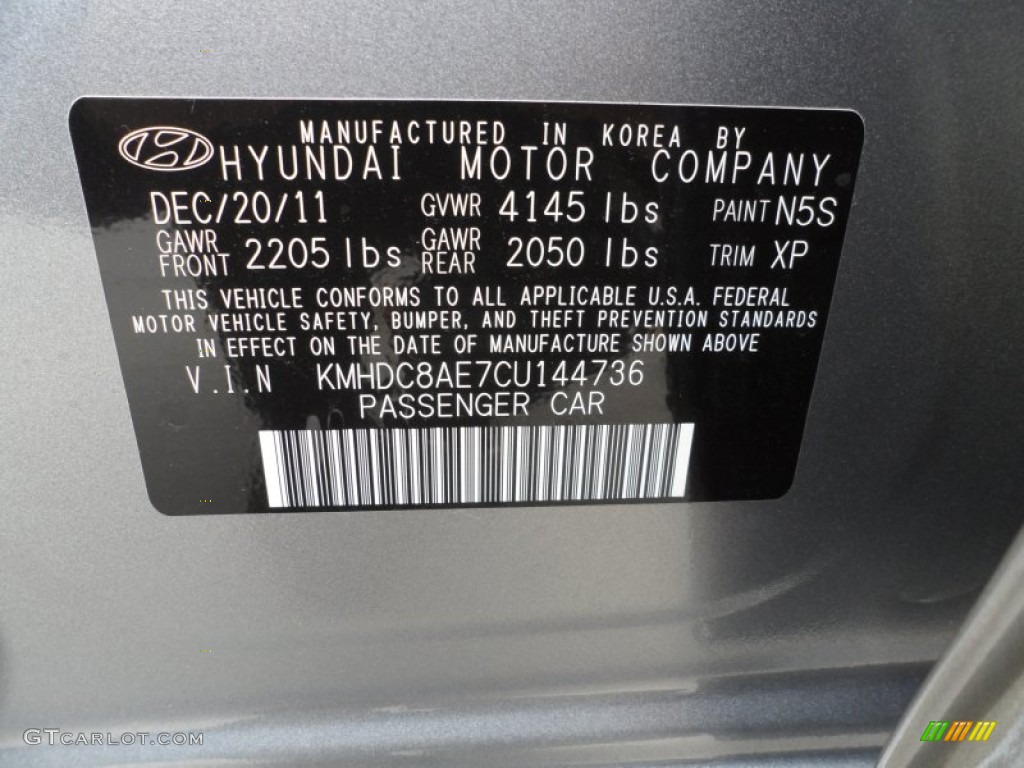 MANUFACTURED IN KOREA BY
HYUNDAI MOTOR COMPANY
DEC/20/11 GVWR 4145 lbs PAINT N5S
GAWR FRONT 2205 lbs GAWR REAR 2050 lbs TRIM XP
THIS VEHICLE CONFORMS TO ALL APPLICABLE U.S.A. FEDERAL
MOTOR VEHICLE SAFETY, BUMPER, AND THEFT PREVENTION STANDARDS
IN EFFECT ON THE DATE OF MANUFACTURE SHOWN ABOVE
V.I.N KMHDC8AE7CU144736
PASSENGER CAR
GTCARLOT.COM